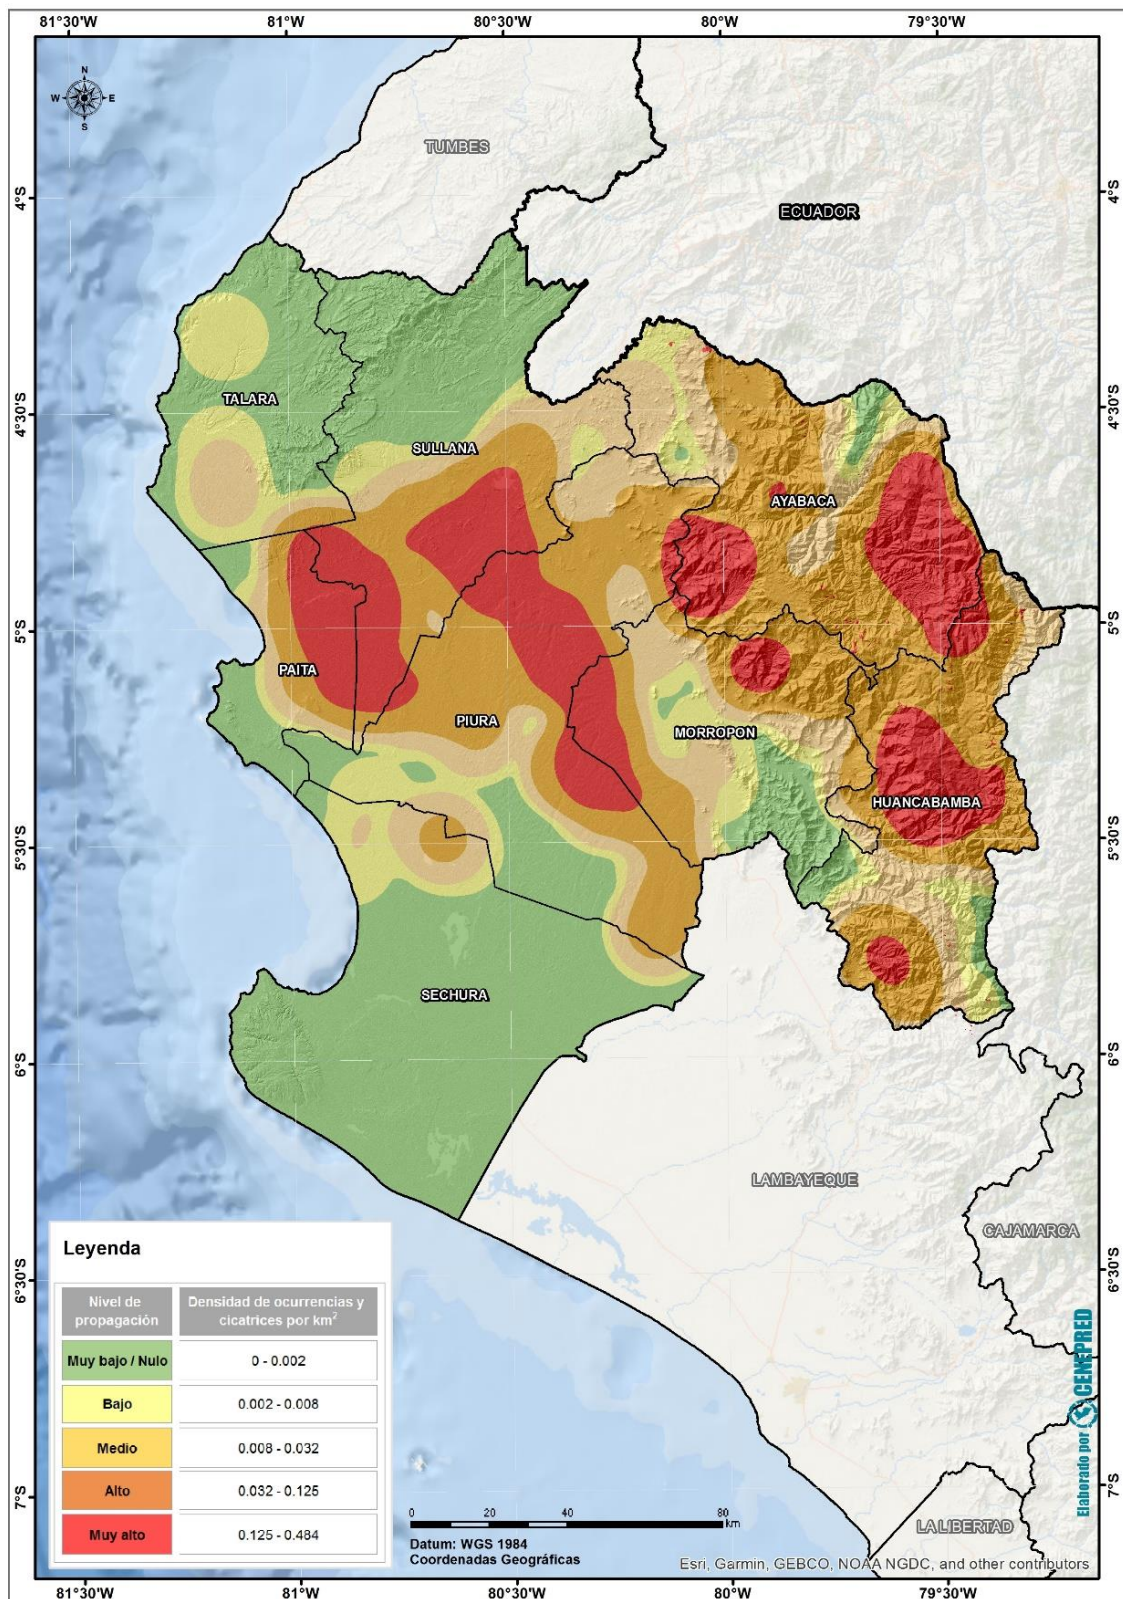 81°30'W 81°W 80°30'W 80°W 79°30'W
N
W E
S
TUMBES
4°S 4°S
ECUADOR
TALARA
4°30'S 4°30'S
SULLANA
AYABACA
5°S 5°S
PAITA
PIURA
MORROPON
HUANCABAMBA
5°30'S 5°30'S
SECHURA
6°S 6°S
LAMBAYEQUE
CAJAMARCA
6°30'S 6°30'S
Leyenda
Nivel de propagación Densidad de ocurrencias y cicatrices por km²
Muy bajo / Nulo 0 - 0.002
Bajo 0.002 - 0.008
Medio 0.008 - 0.032
Alto 0.032 - 0.125
Muy alto 0.125 - 0.484
Elaborado por CENEPRED
7°S 7°S
0 20 40 80
km
Datum: WGS 1984
Coordenadas Geográficas
LA LIBERTAD
Esri, Garmin, GEBCO, NOAA NGDC, and other contributors
81°30'W 81°W 80°30'W 80°W 79°30'W